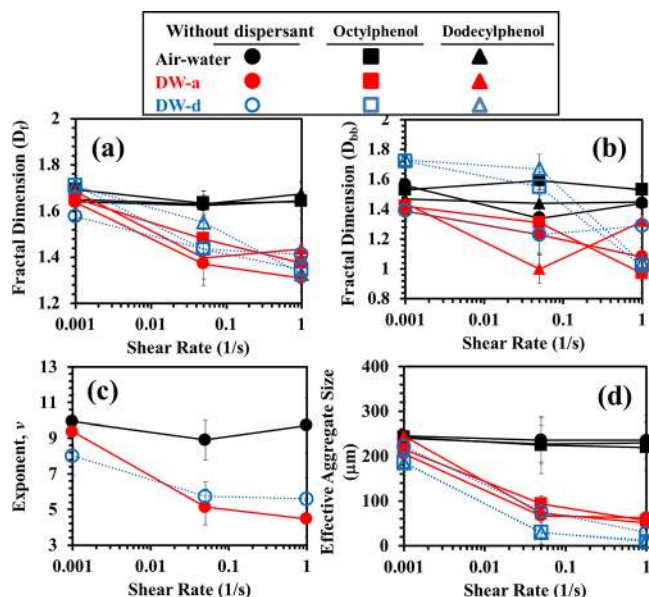 Without dispersant Octylphenol Dodecylphenol
Air-water
DW-a
DW-d
(a)
Fractal Dimension (Df)
2
1.8
1.6
1.4
1.2
0.001 0.01 0.1 1
Shear Rate (1/s)
(b)
Fractal Dimension (Dbb)
2
1.8
1.6
1.4
1.2
1
0.8
0.001 0.01 0.1 1
Shear Rate (1/s)
(c)
Exponent, ν
13
11
9
7
5
3
0.001 0.01 0.1 1
Shear Rate (1/s)
(d)
Effective Aggregate Size
(μm)
400
300
200
100
0
0.001 0.01 0.1 1
Shear Rate (1/s)